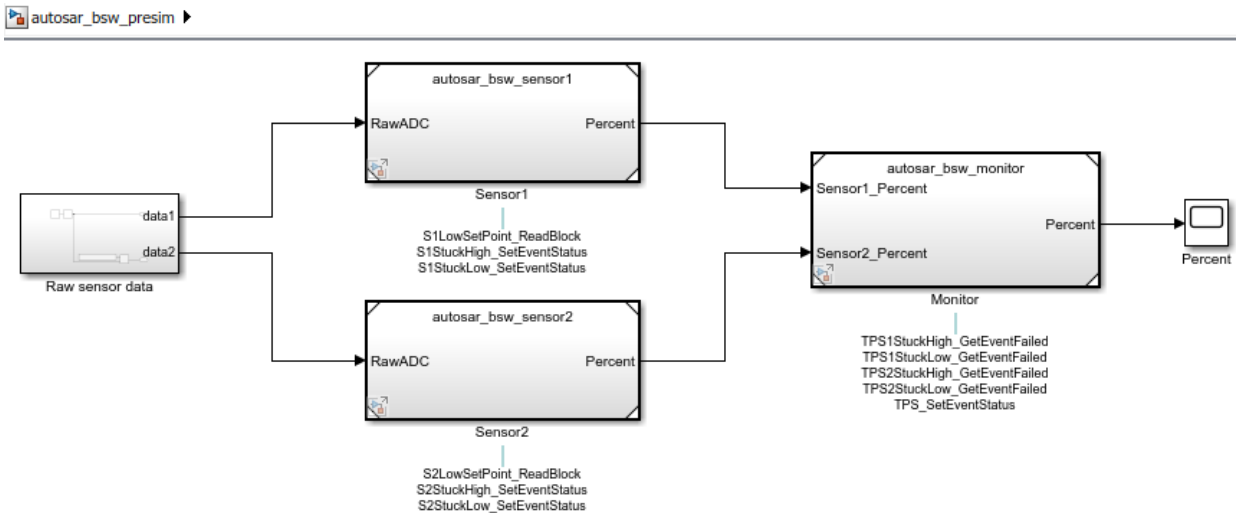 autosar_bsw_presim
autosar_bsw_sensor1
RawADC
Percent
Sensor1
S1LowSetPoint_ReadBlock
S1StuckHigh_SetEventStatus
S1StuckLow_SetEventStatus
data1
data2
Raw sensor data
autosar_bsw_sensor2
RawADC
Percent
Sensor2
S2LowSetPoint_ReadBlock
S2StuckHigh_SetEventStatus
S2StuckLow_SetEventStatus
autosar_bsw_monitor
Sensor1_Percent
Percent
Sensor2_Percent
Monitor
TPS1StuckHigh_GetEventFailed
TPS1StuckLow_GetEventFailed
TPS2StuckHigh_GetEventFailed
TPS2StuckLow_GetEventFailed
TPS_SetEventStatus
Percent